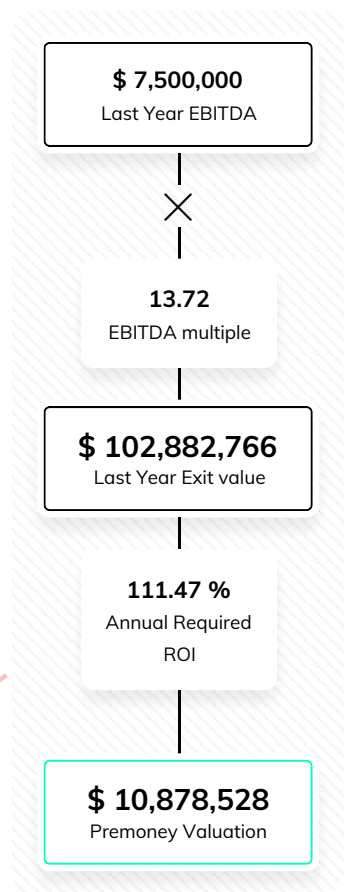 $ 7,500,000
Last Year EBITDA
13.72
EBITDA multiple
$ 102,882,766
Last Year Exit value
111.47 %
Annual Required
ROI
$ 10,878,528
Premoney Valuation